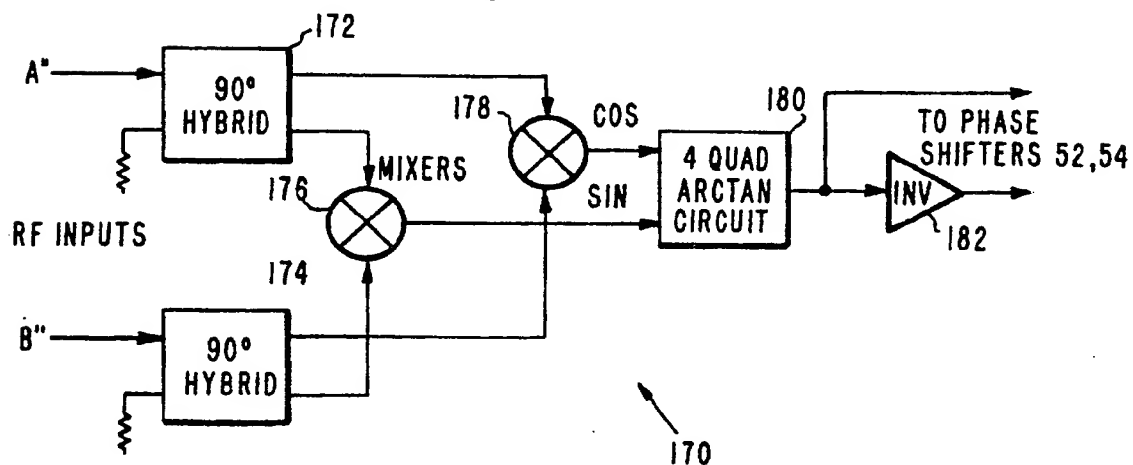 172
A"
90°
HYBRID
178
COS
180
TO PHASE
SHIFTERS 52,54
MIXERS
176
SIN
4 QUAD
ARCTAN
CIRCUIT
INV
182
RF INPUTS
174
B"
90°
HYBRID
170